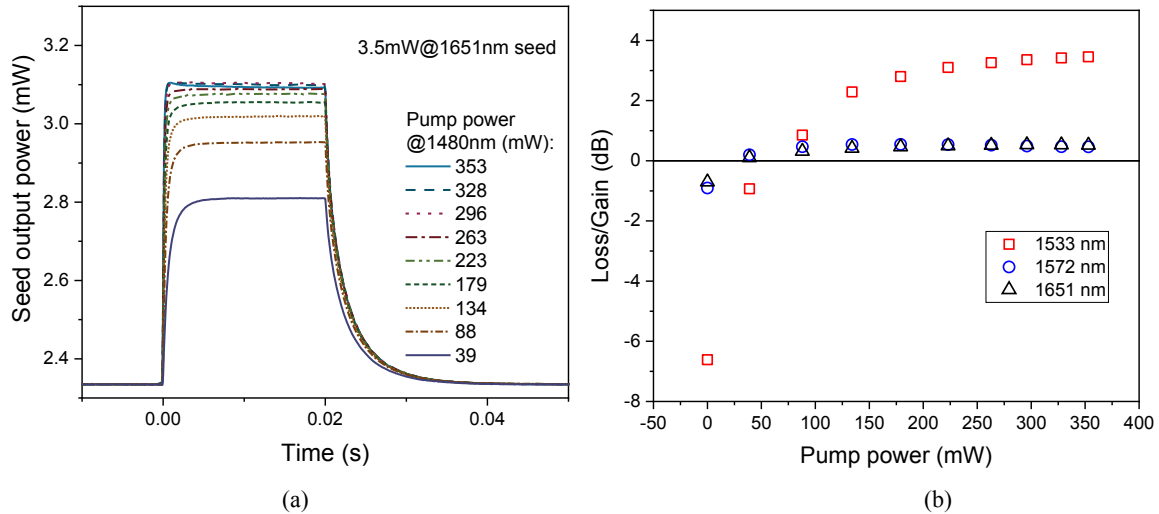 3.5mW@1651nm seed
Seed output power (mW)
3.2
3.0
2.8
2.6
2.4
Pump power
@1480nm (mW):
353
328
296
263
223
179
134
88
39
0.00
0.02
0.04
Time (s)
(a)
Loss/Gain (dB)
4
2
0
-2
-4
-6
-8
1533 nm
1572 nm
1651 nm
-50 0 50 100 150 200 250 300 350 400
Pump power (mW)
(b)